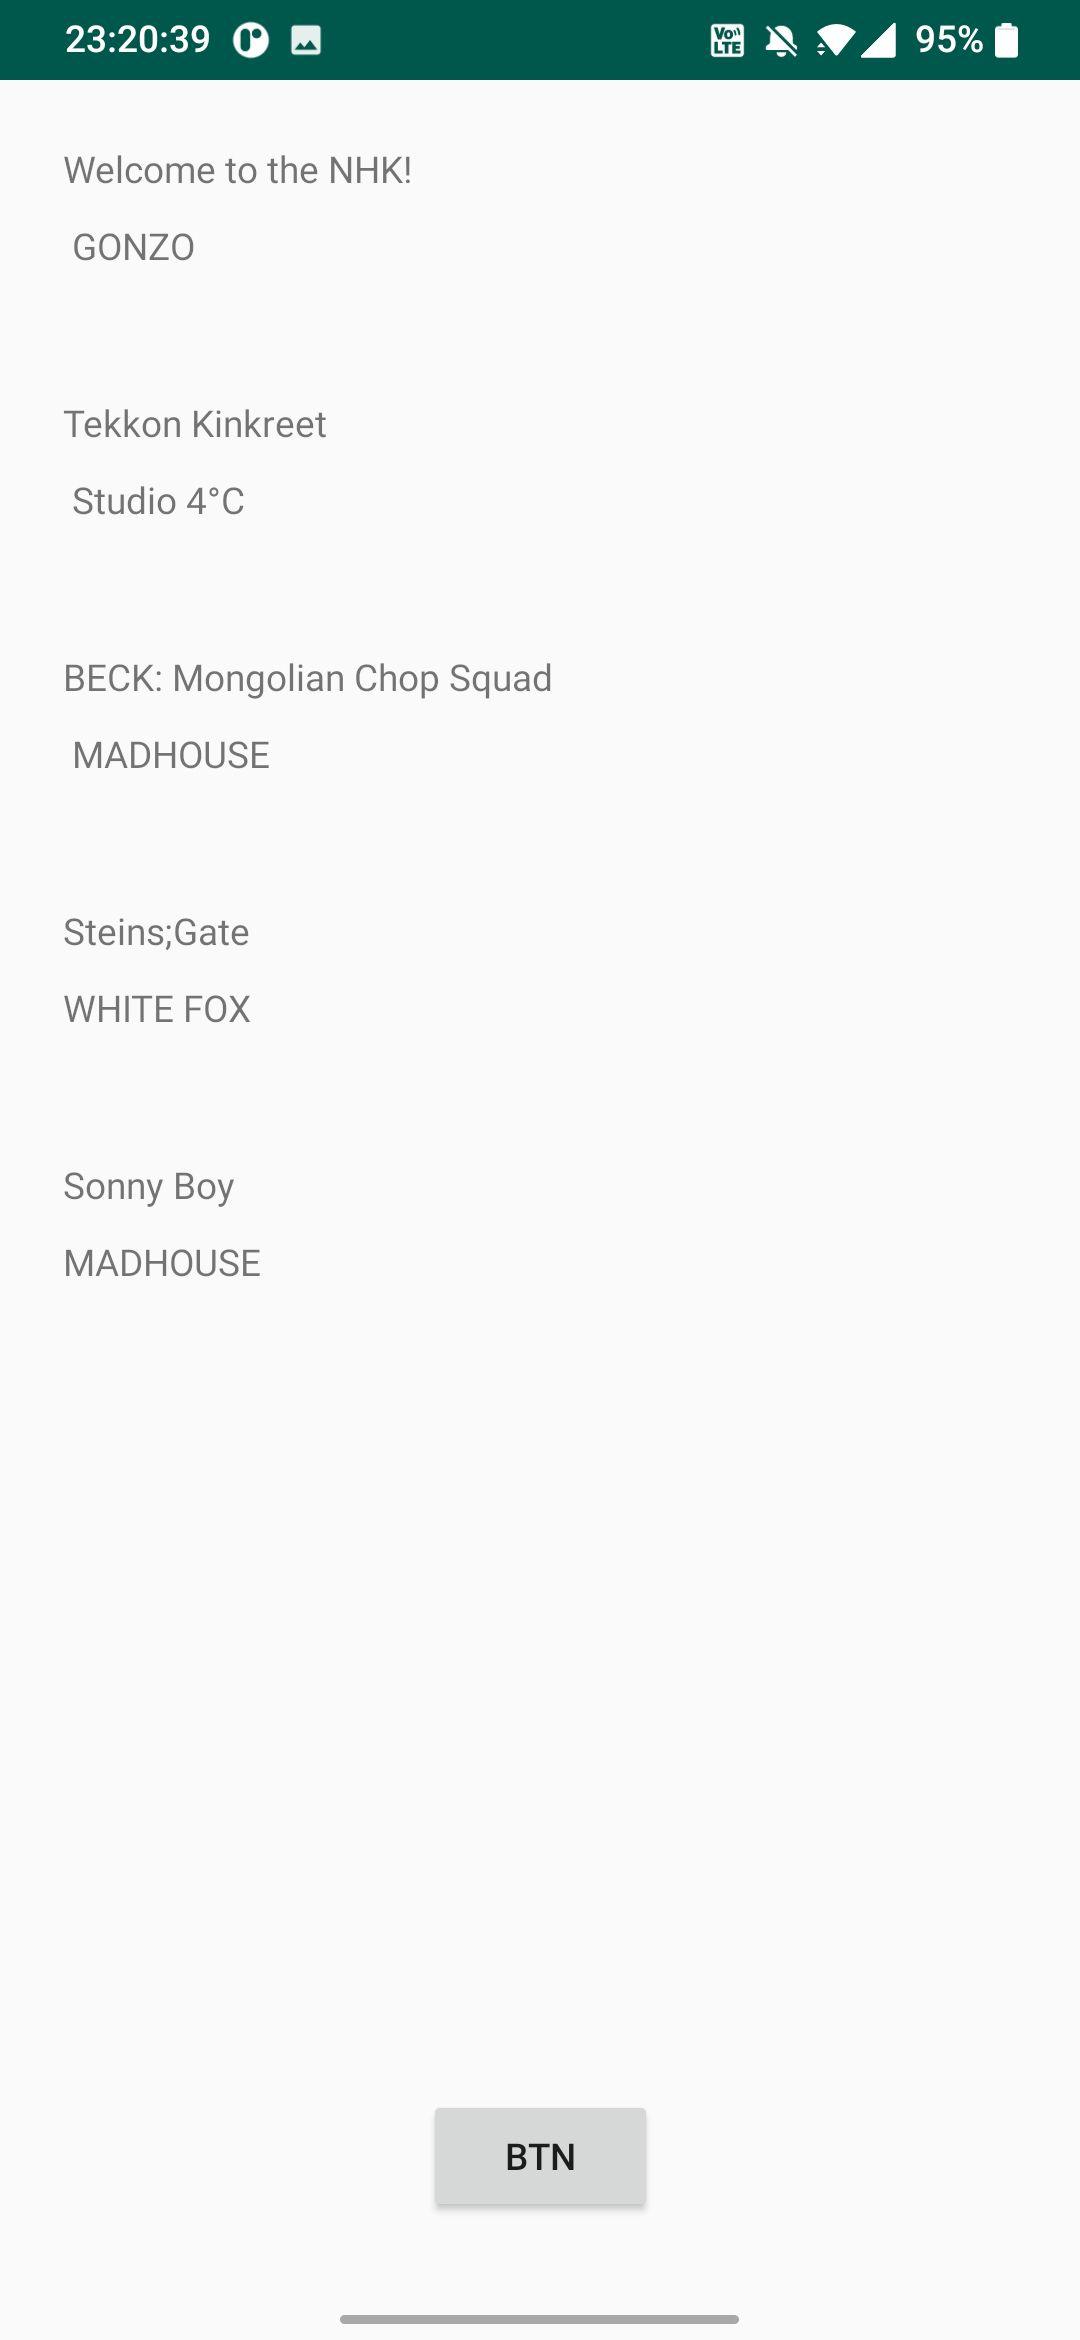 23:20:39 Vo)) LTE 95%
Welcome to the NHK!
GONZO
Tekkon Kinkreet
Studio 4°C
BECK: Mongolian Chop Squad
MADHOUSE
Steins;Gate
WHITE FOX
Sonny Boy
MADHOUSE
BTN